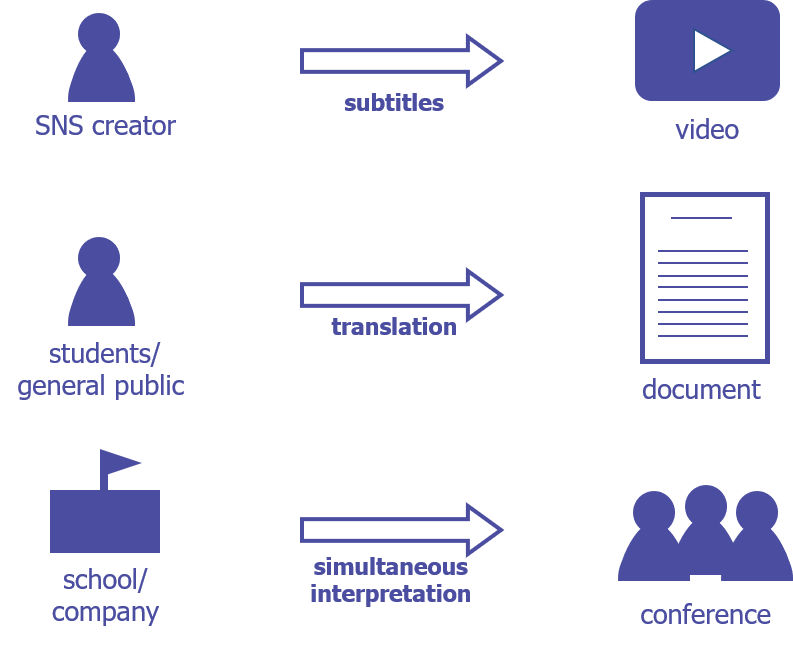 SNS creator
subtitles
video
students/
general public
translation
document
school/
company
simultaneous
interpretation
conference